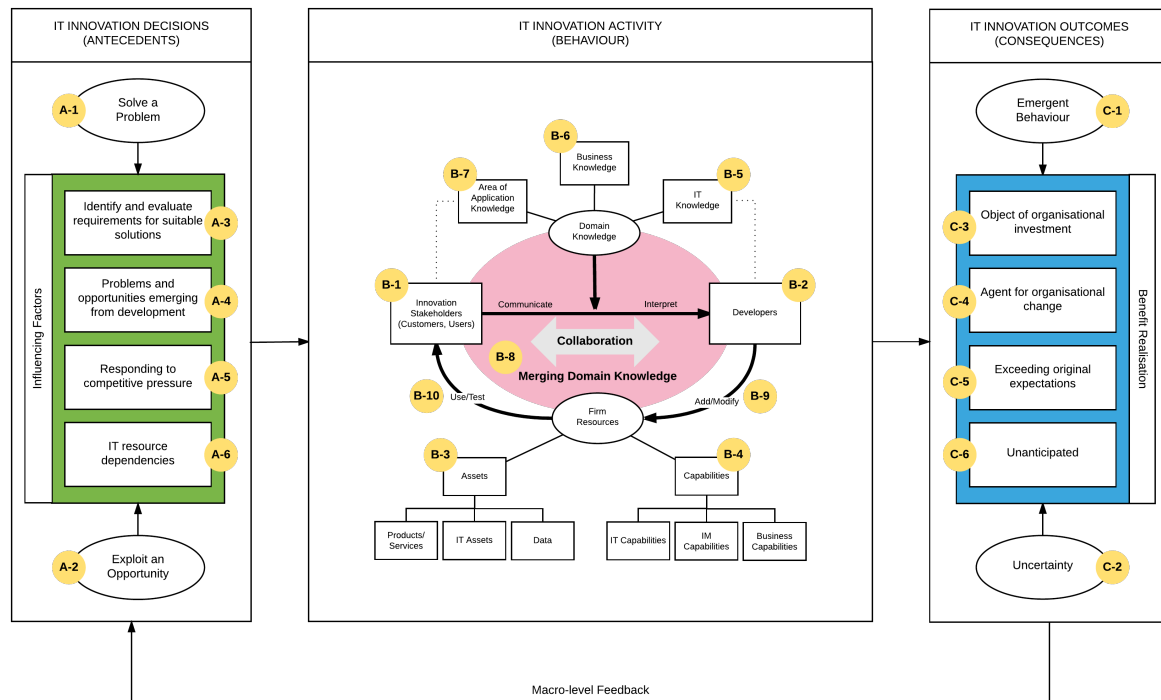 IT INNOVATION DECISIONS
(ANTECEDENTS)
A-1
Solve a
Problem
Influencing Factors
Identify and evaluate
requirements for suitable
solutions
A-3
Problems and
opportunities emerging
from development
A-4
Responding to
competitive pressure
A-5
IT resource
dependencies
A-6
A-2
Exploit an
Opportunity
IT INNOVATION ACTIVITY
(BEHAVIOUR)
B-6
Business
Knowledge
B-7
Area of
Application
Knowledge
B-5
IT
Knowledge
Domain
Knowledge
B-1
Innovation
Stakeholders
(Customers, Users)
Communicate
Interpret
B-2
Developers
Collaboration
B-8
Merging Domain Knowledge
B-10
Use/Test
Add/Modify
B-9
Firm
Resources
B-3
Assets
B-4
Capabilities
Products/
Services
IT Assets
Data
IT Capabilities
IM
Capabilities
Business
Capabilities
IT INNOVATION OUTCOMES
(CONSEQUENCES)
Emergent
Behaviour
C-1
C-3
Object of organisational
investment
C-4
Agent for organisational
change
C-5
Exceeding original
expectations
C-6
Unanticipated
Benefit Realisation
Uncertainty
C-2
Macro-level Feedback